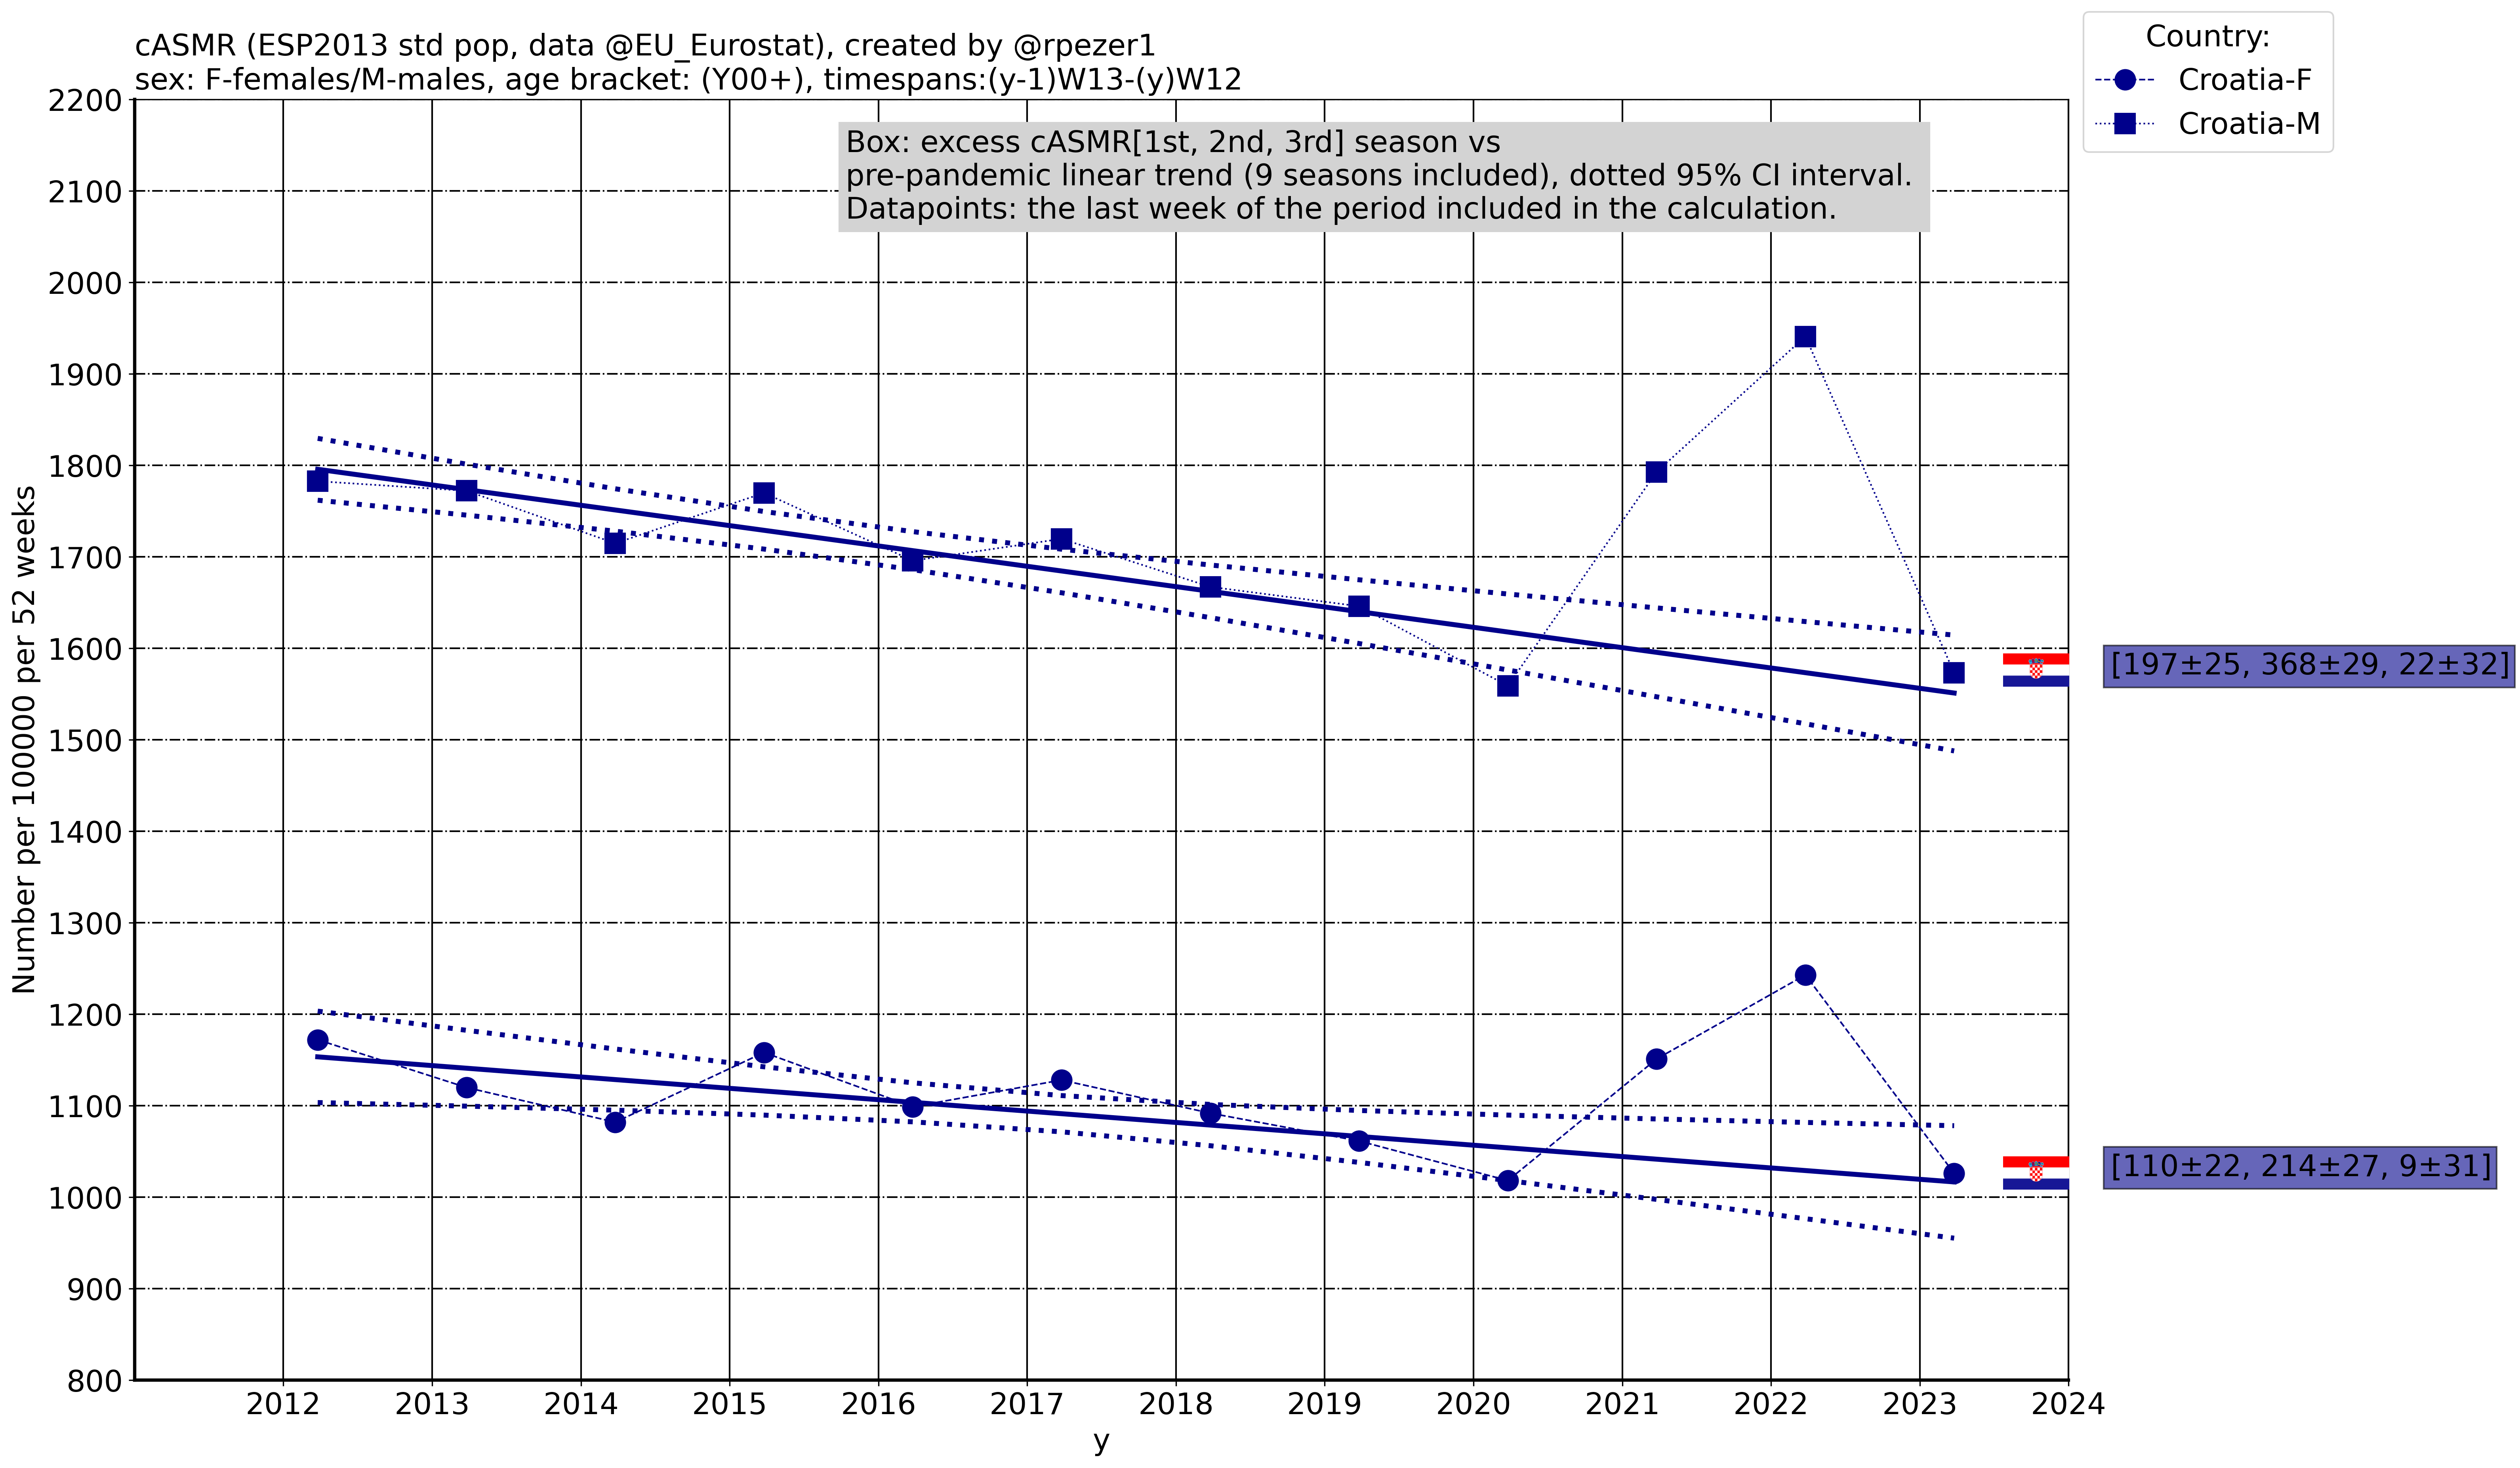 cASMR (ESP2013 std pop, data @EU_Eurostat), created by @rpezer1
sex: F-females/M-males, age bracket: (Y00+), timespans:(y-1)W13-(y)W12
Country:
Croatia-F
Croatia-M
Box: excess cASMR[1st, 2nd, 3rd] season vs
pre-pandemic linear trend (9 seasons included), dotted 95% CI interval.
Datapoints: the last week of the period included in the calculation.
Number per 100000 per 52 weeks
2200
2100
2000
1900
1800
1700
1600
1500
1400
1300
1200
1100
1000
900
800
[197±25, 368±29, 22±32]
[110±22, 214±27, 9±31]
2012 2013 2014 2015 2016 2017 2018 2019 2020 2021 2022 2023 2024
y